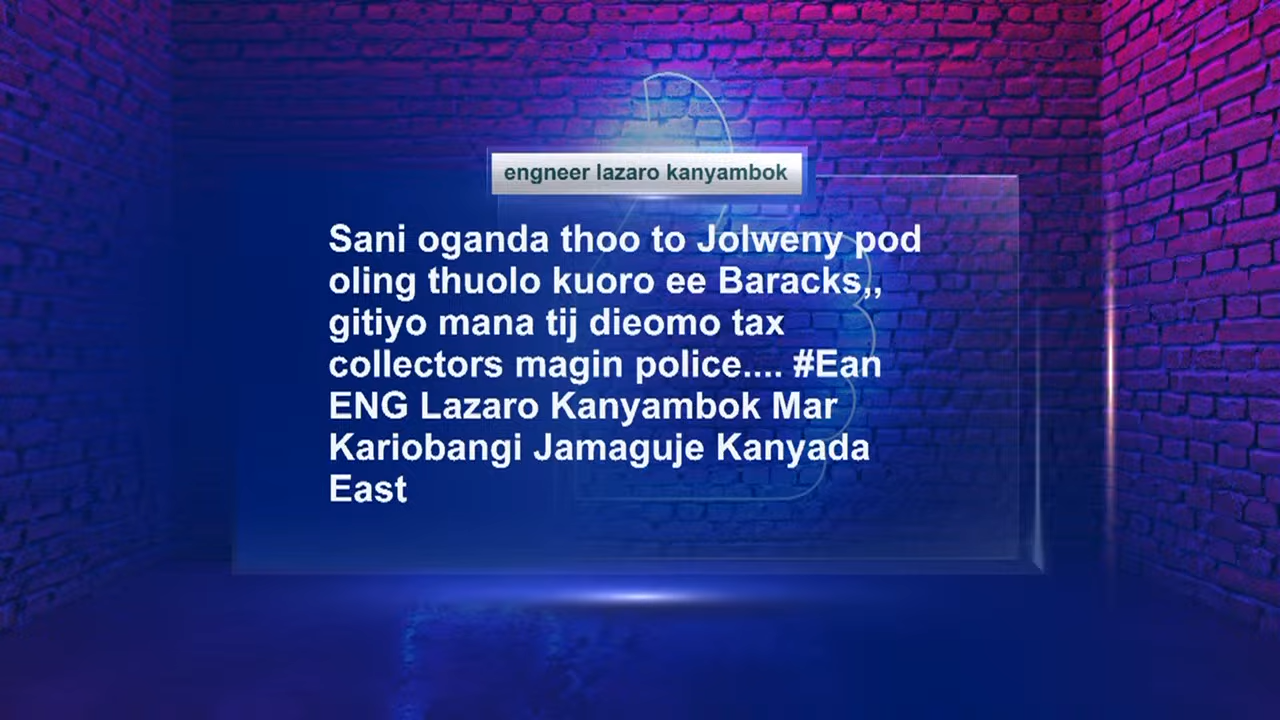 engneer lazaro kanyambok
Sani oganda thoo to Jolweny pod
oling thuolo kuoro ee Baracks,,
gitiyo mana tij dieomo tax
collectors magin police.... #Ean
ENG Lazaro Kanyambok Mar
Kariobangi Jamaguje Kanyada
East